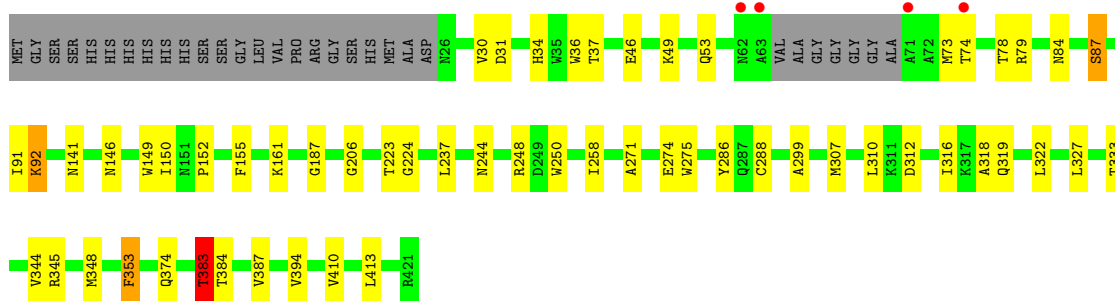 MET GLY SER SER HIS HIS HIS HIS HIS HIS SER SER GLY LEU VAL PRO ARG GLY SER HIS MET ALA ASP N26 V30 D31 H34 W35 W36 T37 E46 K49 Q53 N62 A63 VAL ALA GLY GLY GLY GLY ALA A71 A72 M73 T74 T78 R79 N84 S87
I91 K92 N141 N146 W149 I150 N151 P152 F155 K161 G187 G206 T223 G224 L237 N244 R248 D249 W250 I258 A271 E274 W275 Y286 Q287 C288 A299 M307 L310 K311 D312 I316 K317 A318 Q319 L322 L327 T333
V344 R345 M348 F353 Q374 T383 T384 V387 V394 V410 L413 R421